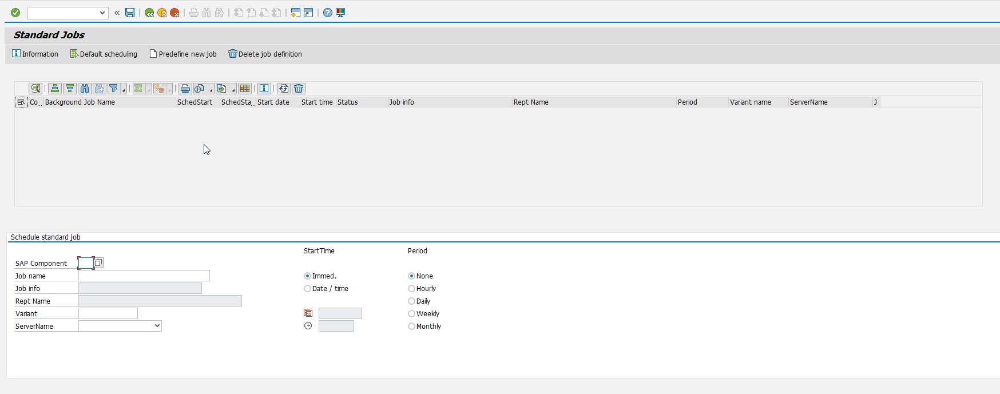 Standard Jobs
Information Default scheduling Predefine new job Delete job definition
Co... Background Job Name SchedStart SchedSta... Start date Start time Status Job info Rept Name Period Variant name ServerName J
Schedule standard job
StartTime Period
SAP Component
Job name Immed. None
Job info Date / time Hourly
Rept Name Daily
Variant Weekly
ServerName Monthly